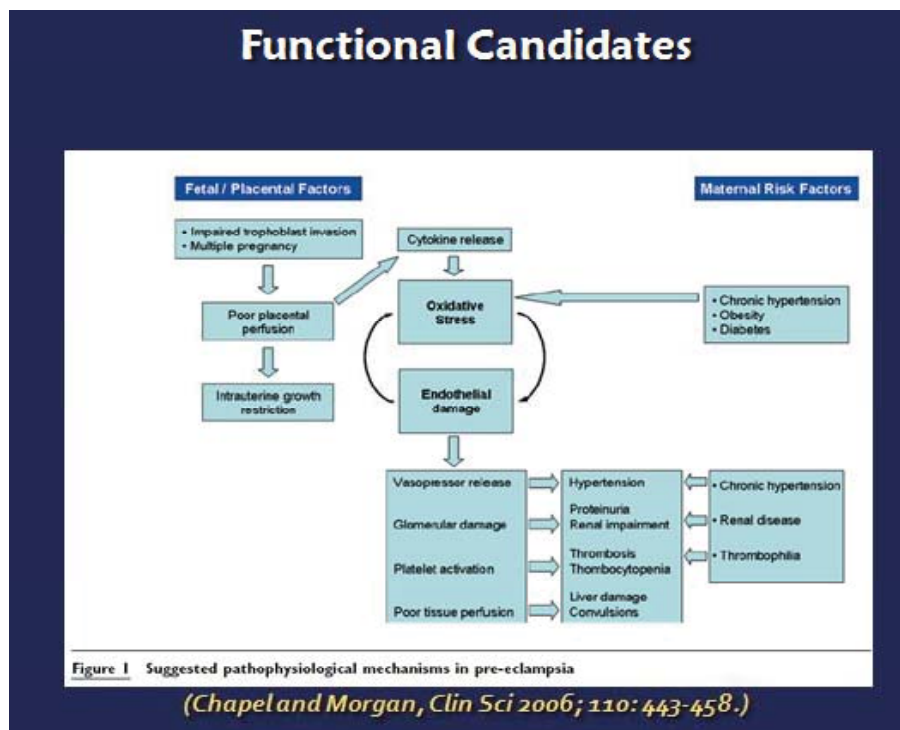 Functional Candidates
Fetal / Placental Factors
Maternal Risk Factors
• Impaired trophoblast invasion
• Multiple pregnancy
Cytokine release
Poor placental
perfusion
Oxidative
Stress
• Chronic hypertension
• Obesity
• Diabetes
Intrauterine growth
restriction
Endothelial
damage
Vasopressor release
Hypertension
• Chronic hypertension
Glomerular damage
Proteinuria
Renal impairment
• Renal disease
Platelet activation
Thrombosis
Thombocytopenia
• Thrombophilia
Poor tissue perfusion
Liver damage
Convulsions
Figure 1 Suggested pathophysiological mechanisms in pre-eclampsia
(Chapel and Morgan, Clin Sci 2006; 110: 443-458.)